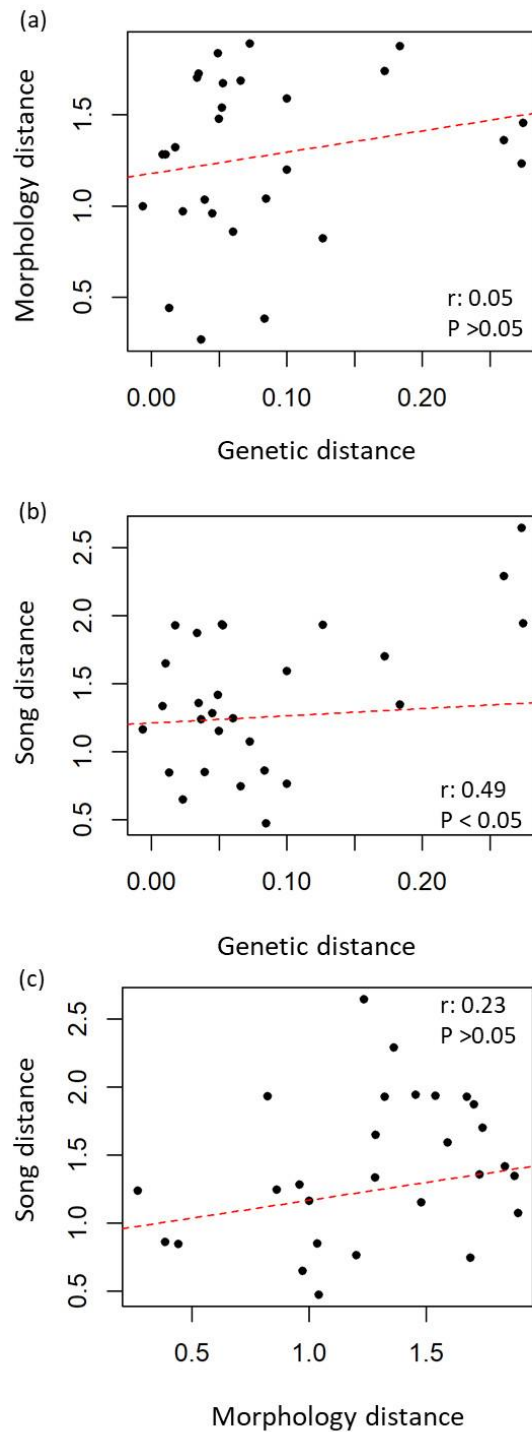 (a)
Morphology distance
1.5
1.0
0.5
r: 0.05
P >0.05
0.00 0.10 0.20
Genetic distance
(b)
Song distance
2.5
2.0
1.5
1.0
0.5
r: 0.49
P < 0.05
0.00 0.10 0.20
Genetic distance
(c)
Song distance
2.5
2.0
1.5
1.0
0.5
r: 0.23
P >0.05
0.5 1.0 1.5
Morphology distance